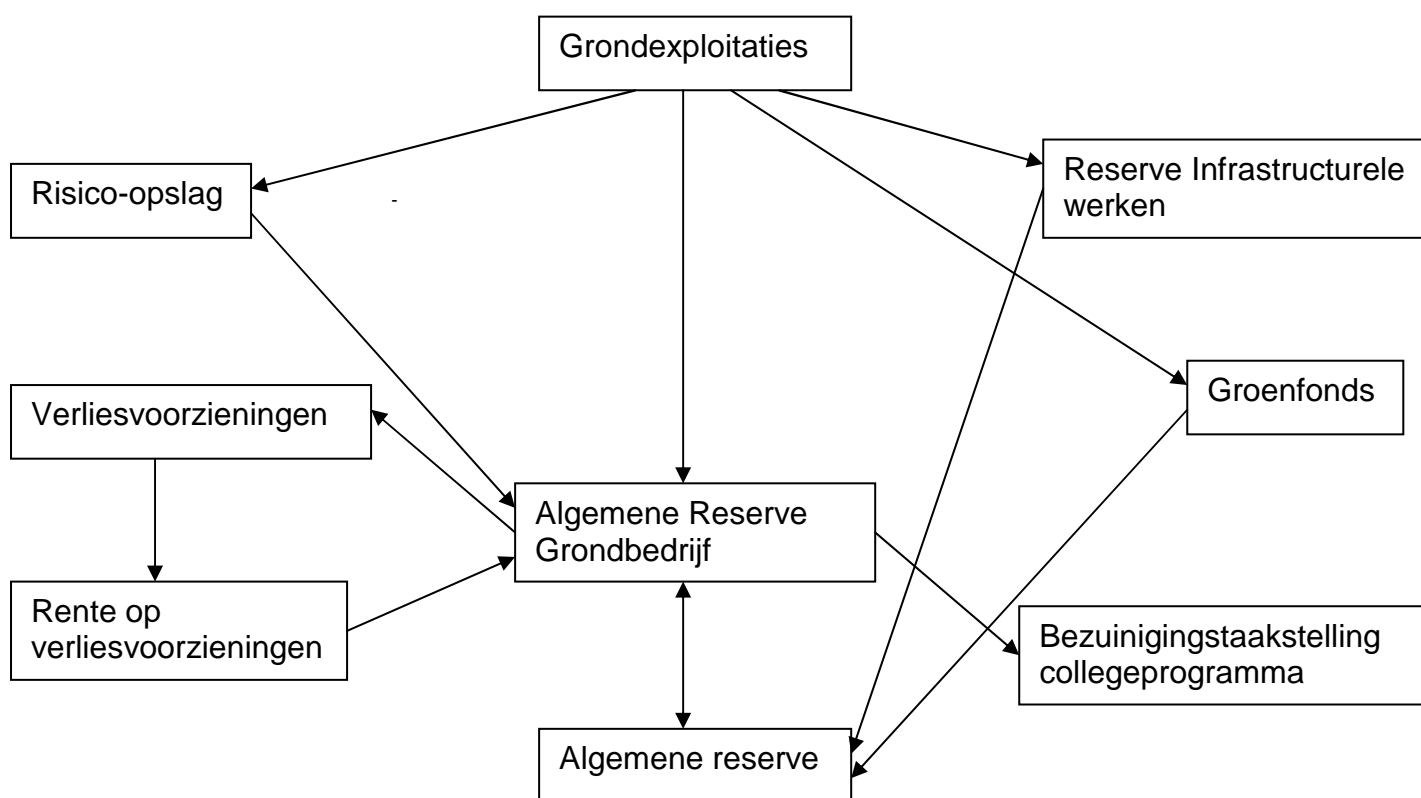 Grondexploitaties
Risico-opslag
-
Reserve Infrastructurele
werken
Verliesvoorzieningen
Groenfonds
Algemene Reserve
Grondbedrijf
Rente op
verliesvoorzieningen
Bezuinigingstaakstelling
collegeprogramma
Algemene reserve